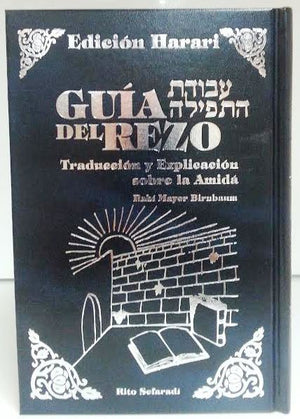 Edición Harari
עבודת
התפילה
GUÍA
DEL REZO
Traducción y Explicación
sobre la Amidá
Rabí Mayer Birnbaum
Rito Sefaradí